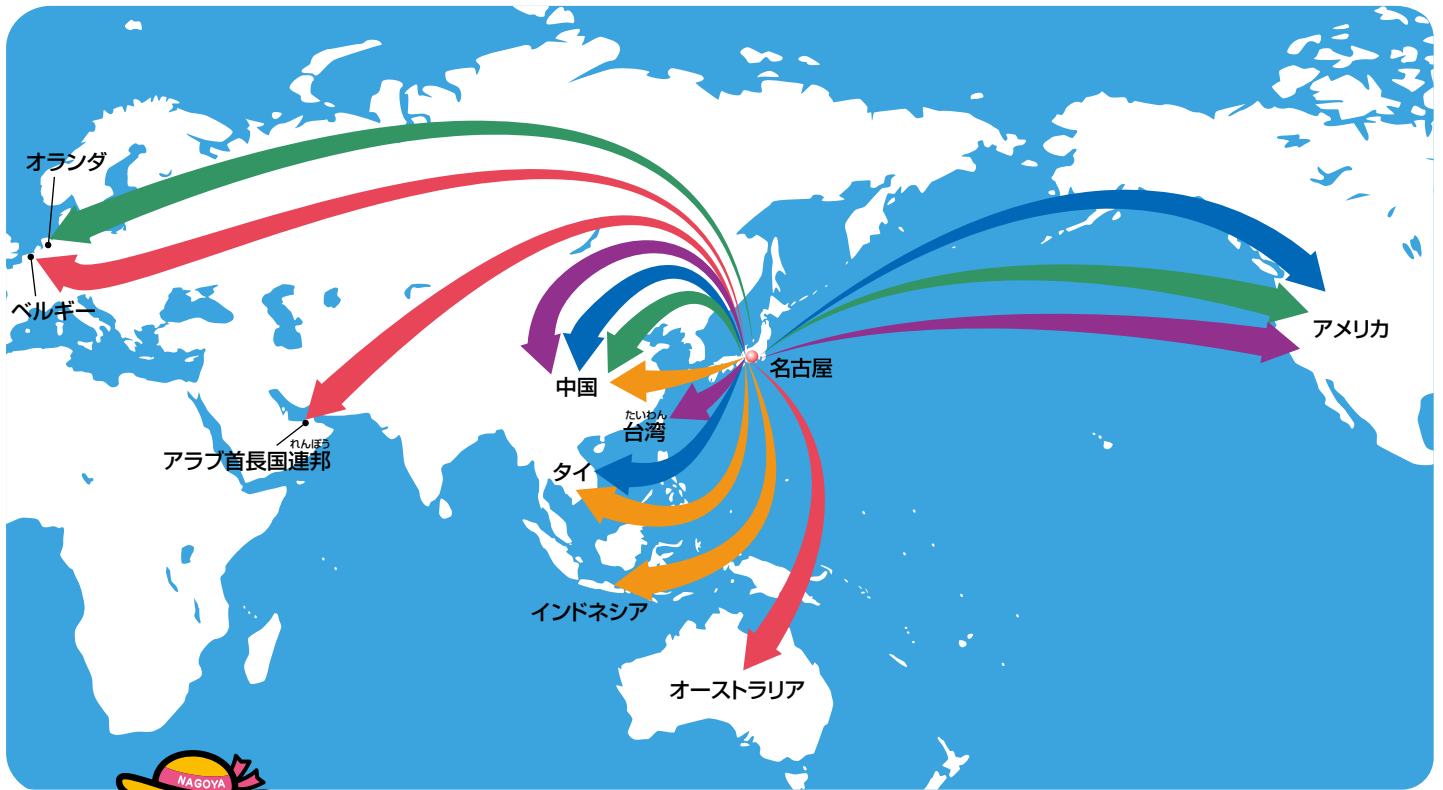 オランダ
ベルギー
アメリカ
名古屋
中国
たいわん
台湾
れんぽう
アラブ首長国連邦
タイ
インドネシア
オーストラリア
NAGOYA